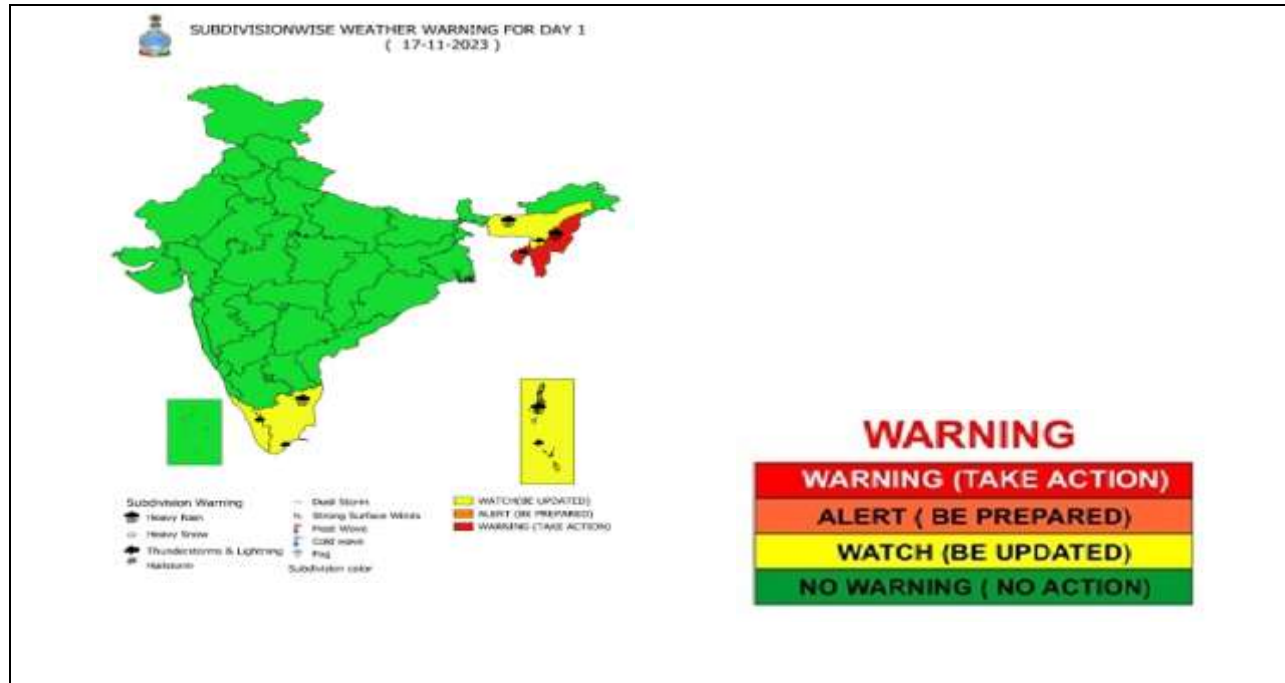 SUBDIVISIONWISE WEATHER WARNING FOR DAY 1
( 17-11-2023 )
Subdivision Warning
Heavy Rain
Heavy Snow
Thunderstorms & Lightning
Hailstorm
Dust Storm
Strong Surface Winds
Heat Wave
Cold wave
Fog
Subdivision color
WATCH(BE UPDATED)
ALERT (BE PREPARED)
WARNING (TAKE ACTION)
WARNING
WARNING (TAKE ACTION)
ALERT ( BE PREPARED)
WATCH (BE UPDATED)
NO WARNING ( NO ACTION)